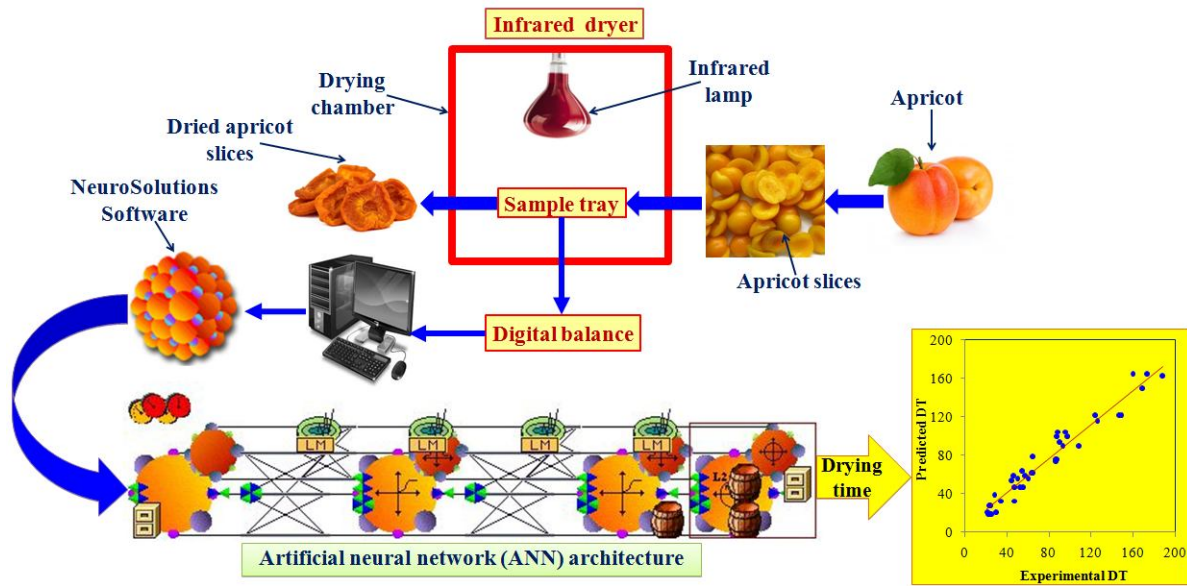 Infrared dryer
Drying
chamber
Infrared
lamp
Apricot
Dried apricot
slices
NeuroSolutions
Software
Sample tray
Apricot slices
Digital balance
LM
LM
LM
LM
L2
Drying
time
Artificial neural network (ANN) architecture
Predicted DT
200
160
120
80
40
0
0 40 80 120 160 200
Experimental DT